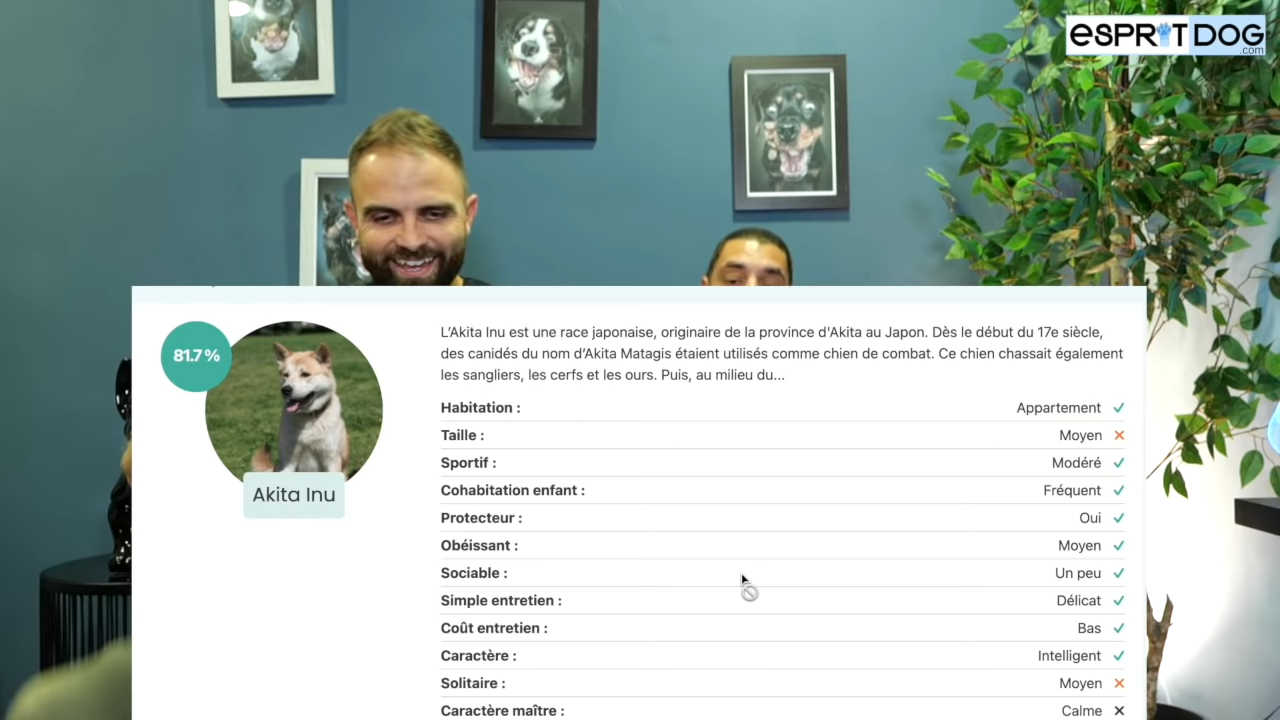 ESPRIT DOG
.com
81.7 %
Akita Inu
L'Akita Inu est une race japonaise, originaire de la province d'Akita au Japon. Dès le début du 17e siècle,
des canidés du nom d'Akita Matagis étaient utilisés comme chien de combat. Ce chien chassait également
les sangliers, les cerfs et les ours. Puis, au milieu du...
Habitation : Appartement
Taille : Moyen
Sportif : Modéré
Cohabitation enfant : Fréquent
Protecteur : Oui
Obéissant : Moyen
Sociable : Un peu
Simple entretien : Délicat
Coût entretien : Bas
Caractère : Intelligent
Solitaire : Moyen
Caractère maître : Calme